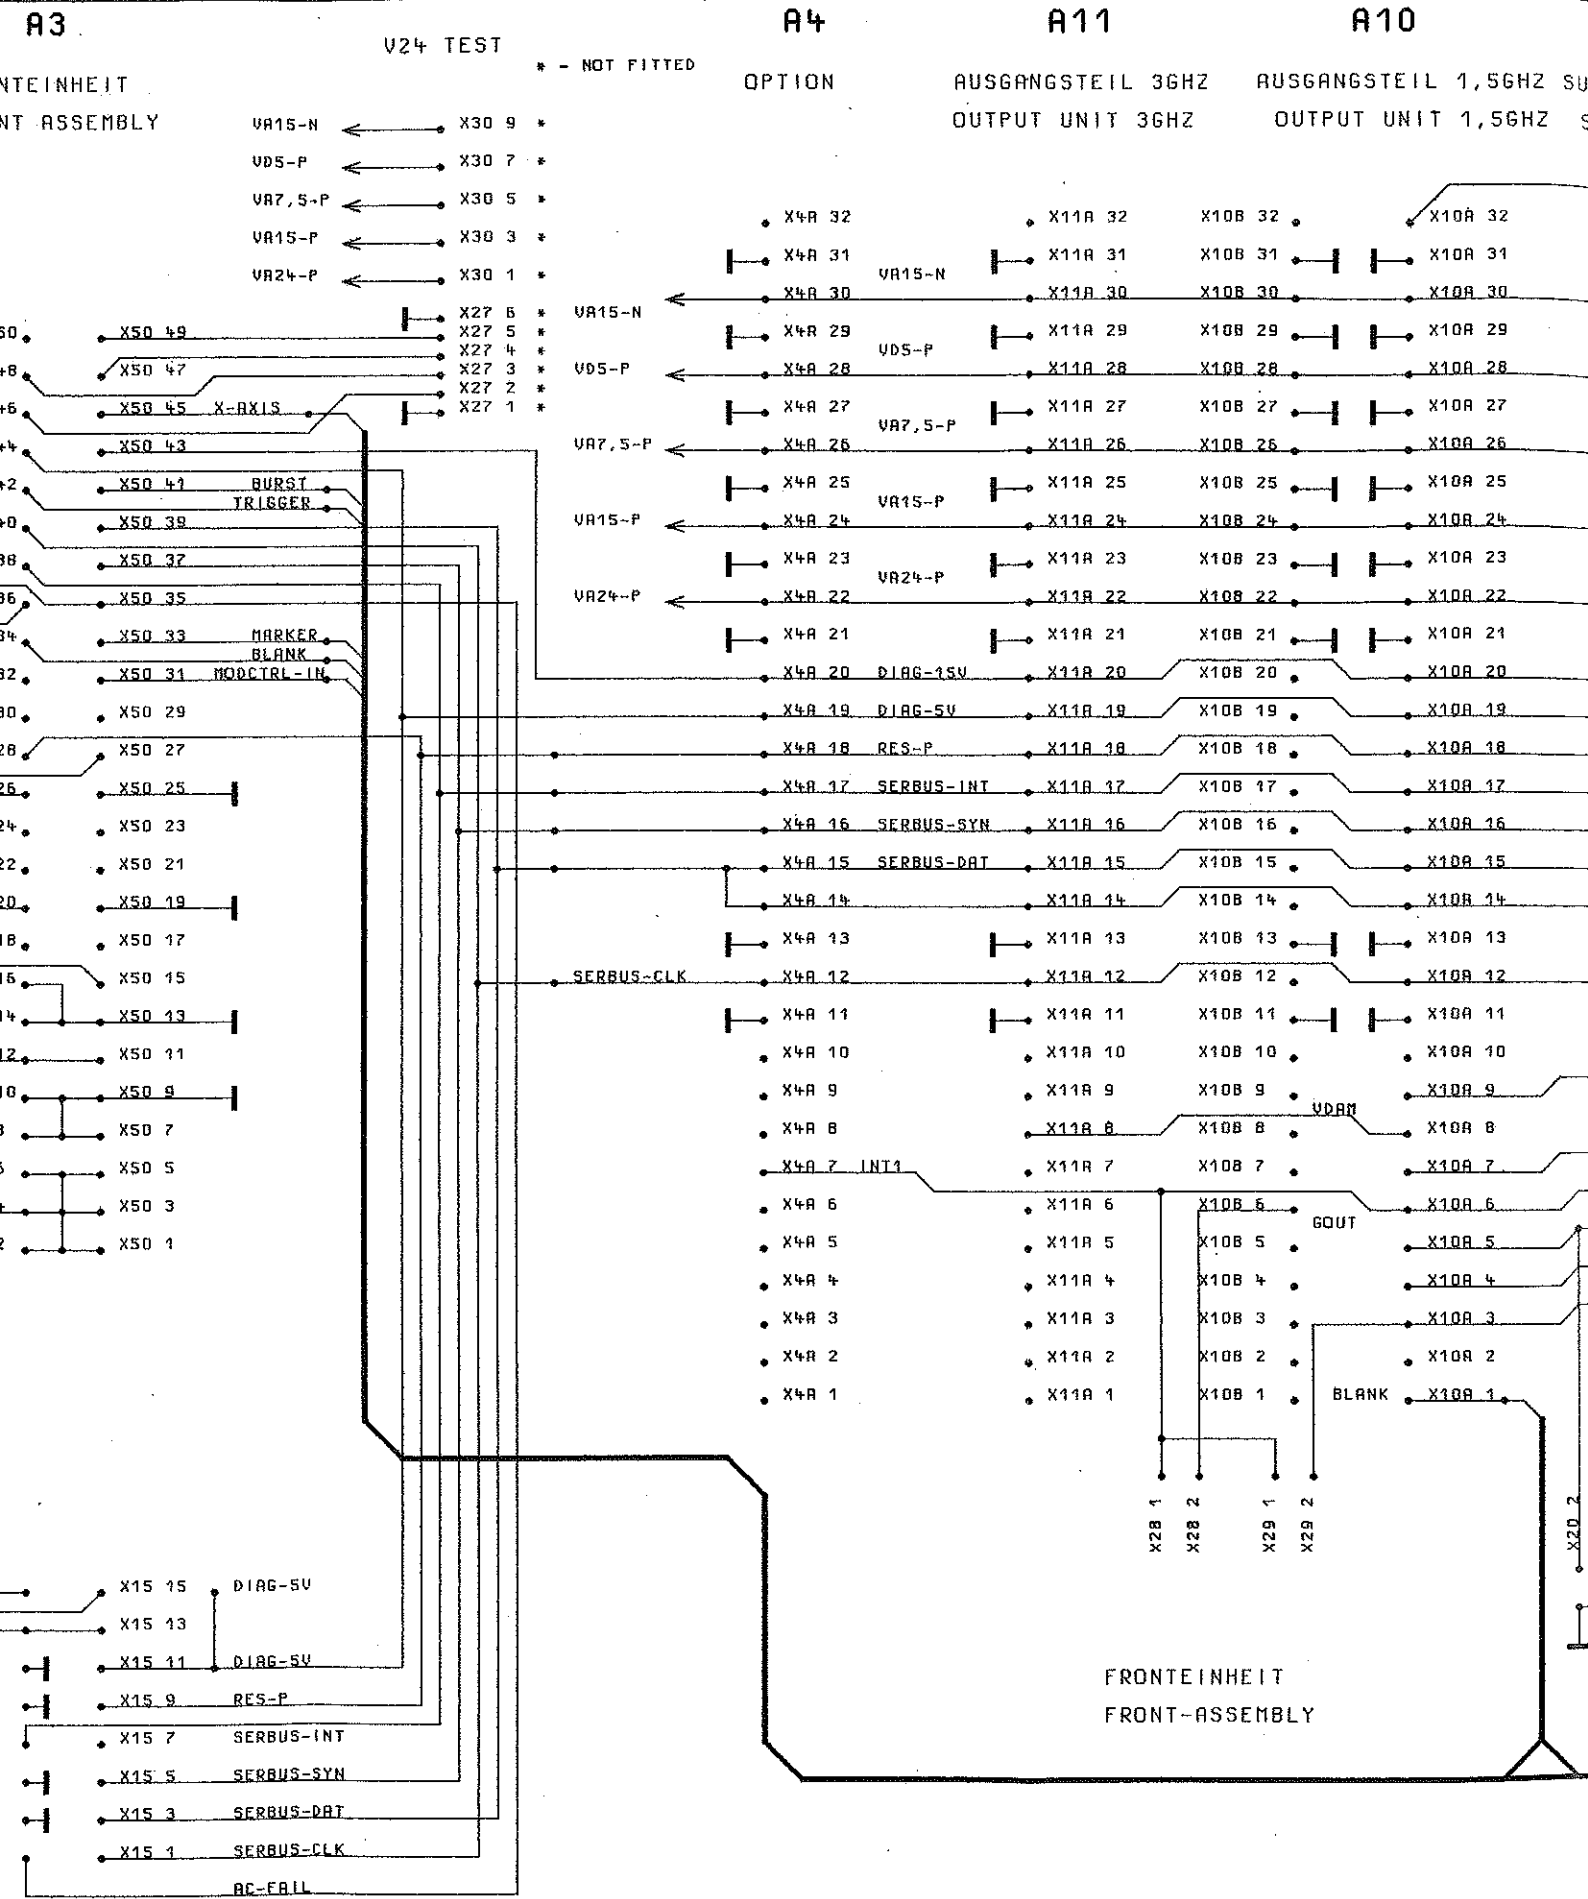 A3
V24 TEST
* - NOT FITTED
A4
A11
A10
NTEINHEIT
NT ASSEMBLY
OPTION
AUSGANGSTEIL 3GHZ
OUTPUT UNIT 3GHZ
AUSGANGSTEIL 1,5GHZ
OUTPUT UNIT 1,5GHZ
SU
S
VA15-N X30 9 *
VD5-P X30 7 *
VA7,5-P X30 5 *
VA15-P X30 3 *
VA24-P X30 1 *
X27 6 *
X27 5 *
X27 4 *
X27 3 *
X27 2 *
X27 1 *
X50 49
X50 47
X50 45 X-AXIS
X50 43
X50 41 BURST
TRIGGER
X50 39
X50 37
X50 35
X50 33 MARKER
BLANK
X50 31 MODCTRL-IN
X50 29
X50 27
X50 25
X50 23
X50 21
X50 19
X50 17
X50 15
X50 13
X50 11
X50 9
X50 7
X50 5
X50 3
X50 1
X4A 32 X11A 32 X10B 32 X10A 32
X4A 31 X11A 31 X10B 31 X10A 31
VA15-N
VA15-N X4A 30 X11A 30 X10B 30 X10A 30
X4A 29 X11A 29 X10B 29 X10A 29
VD5-P
VD5-P X4A 28 X11A 28 X10B 28 X10A 28
X4A 27 X11A 27 X10B 27 X10A 27
VA7,5-P
VA7,5-P X4A 26 X11A 26 X10B 26 X10A 26
X4A 25 X11A 25 X10B 25 X10A 25
VA15-P
VA15-P X4A 24 X11A 24 X10B 24 X10A 24
X4A 23 X11A 23 X10B 23 X10A 23
VA24-P
VA24-P X4A 22 X11A 22 X10B 22 X10A 22
X4A 21 X11A 21 X10B 21 X10A 21
X4A 20 DIAG-15V X11A 20 X10B 20 X10A 20
X4A 19 DIAG-5V X11A 19 X10B 19 X10A 19
X4A 18 RES-P X11A 18 X10B 18 X10A 18
X4A 17 SERBUS-INT X11A 17 X10B 17 X10A 17
X4A 16 SERBUS-SYN X11A 16 X10B 16 X10A 16
X4A 15 SERBUS-DAT X11A 15 X10B 15 X10A 15
X4A 14 X11A 14 X10B 14 X10A 14
X4A 13 X11A 13 X10B 13 X10A 13
SERBUS-CLK X4A 12 X11A 12 X10B 12 X10A 12
X4A 11 X11A 11 X10B 11 X10A 11
X4A 10 X11A 10 X10B 10 X10A 10
X4A 9 X11A 9 X10B 9 X10A 9
VDAM
X4A 8 X11A 8 X10B 8 X10A 8
X4A 7 INT1 X11A 7 X10B 7 X10A 7
X4A 6 X11A 6 X10B 6 X10A 6
GOUT
X4A 5 X11A 5 X10B 5 X10A 5
X4A 4 X11A 4 X10B 4 X10A 4
X4A 3 X11A 3 X10B 3 X10A 3
X4A 2 X11A 2 X10B 2 X10A 2
X4A 1 X11A 1 X10B 1 BLANK X10A 1
X28 1
X28 2
X29 1
X29 2
X20 2
X15 15 DIAG-5V
X15 13
X15 11 DIAG-5V
X15 9 RES-P
X15 7 SERBUS-INT
X15 5 SERBUS-SYN
X15 3 SERBUS-DAT
X15 1 SERBUS-CLK
AC-FAIL
FRONTEINHEIT
FRONT-ASSEMBLY